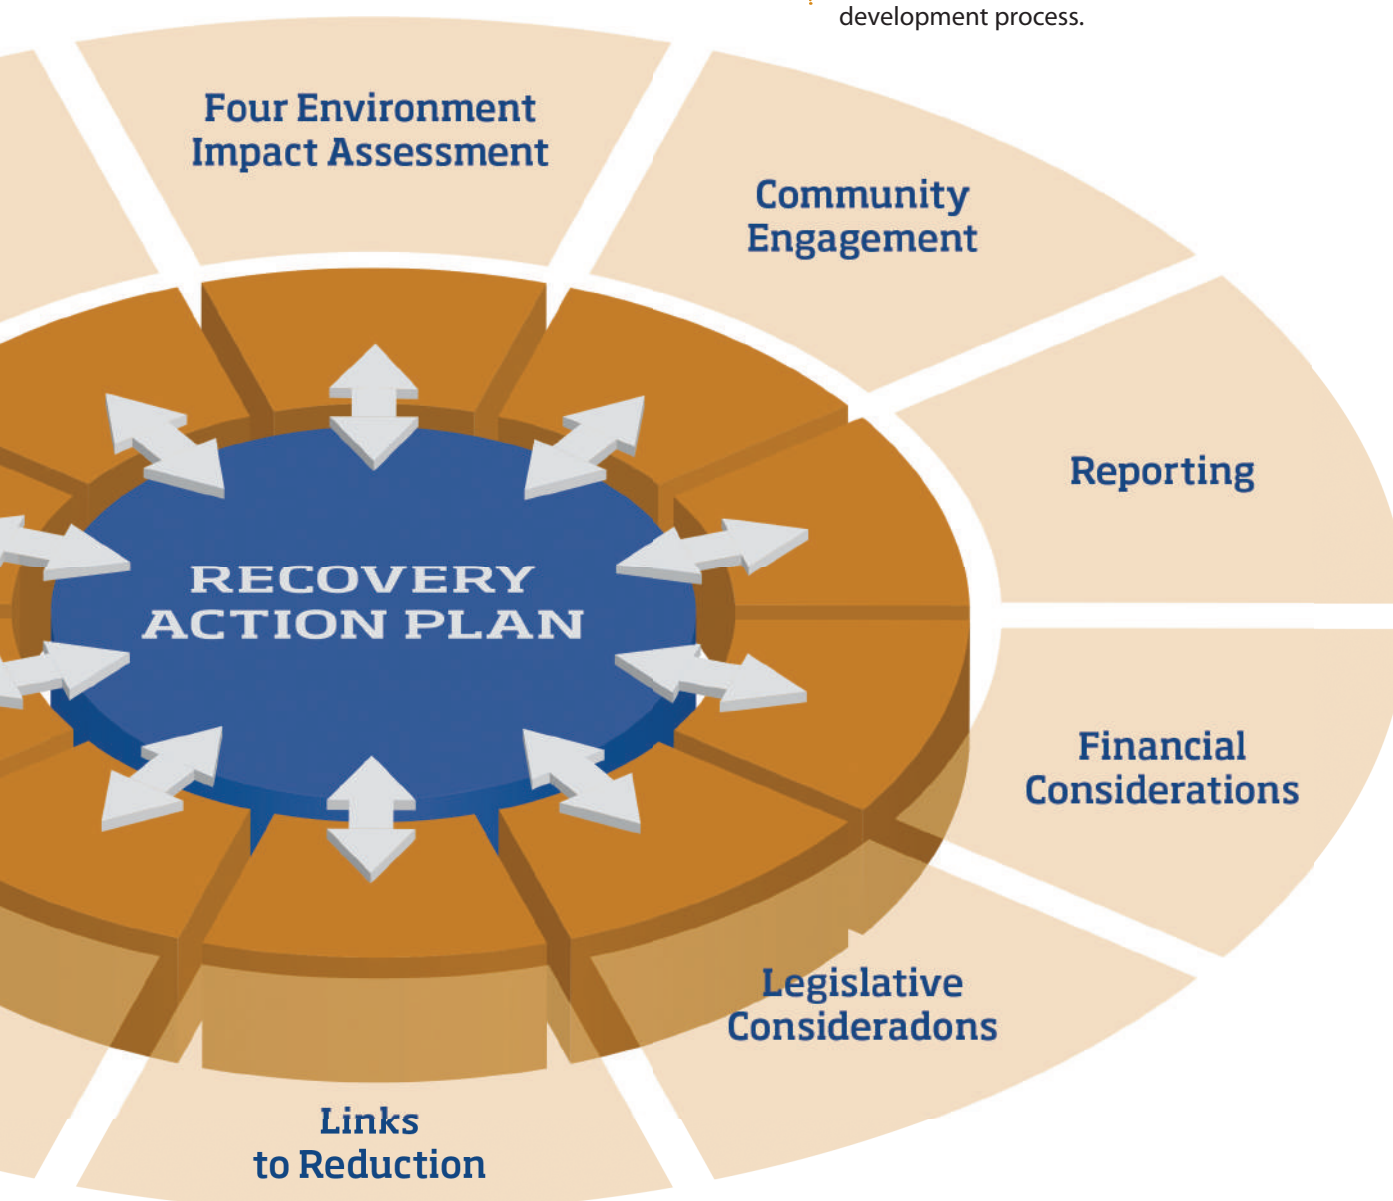 development process.
Four Environment
Impact Assessment
Community
Engagement
Reporting
RECOVERY
ACTION PLAN
Financial
Considerations
Legislative
Consideradons
Links
to Reduction